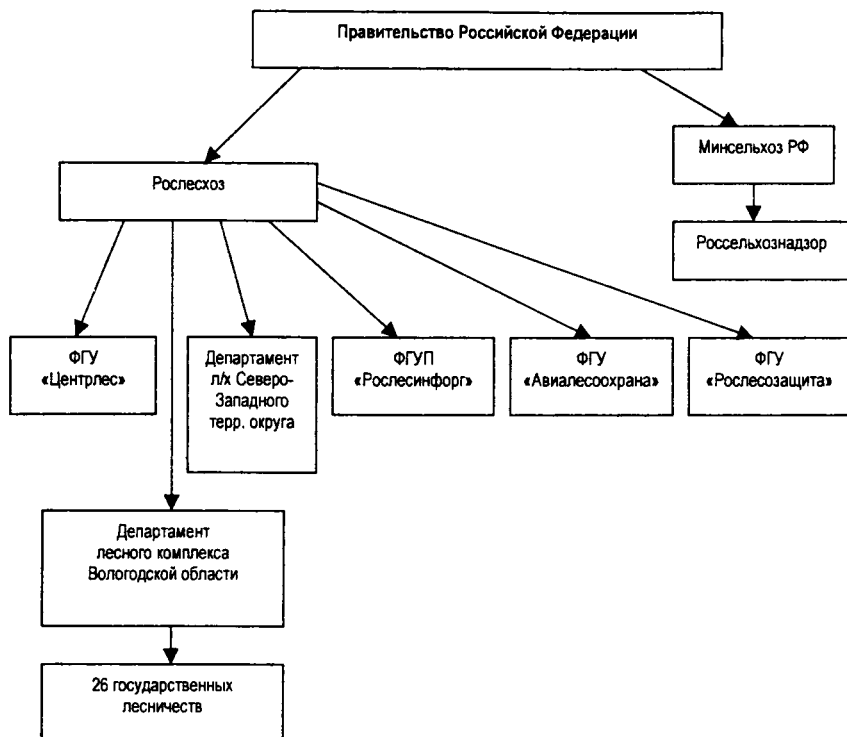 Правительство Российской Федерации
Минсельхоз РФ
Рослесхоз
Россельхознадзор
ФГУ
«Центрлес»
Департамент
л/х Северо-
Западного
терр. округа
ФГУП
«Рослесинфорг»
ФГУ
«Авиалесоохрана»
ФГУ
«Рослесозащита»
Департамент
лесного комплекса
Вологодской области
26 государственных
лесничеств